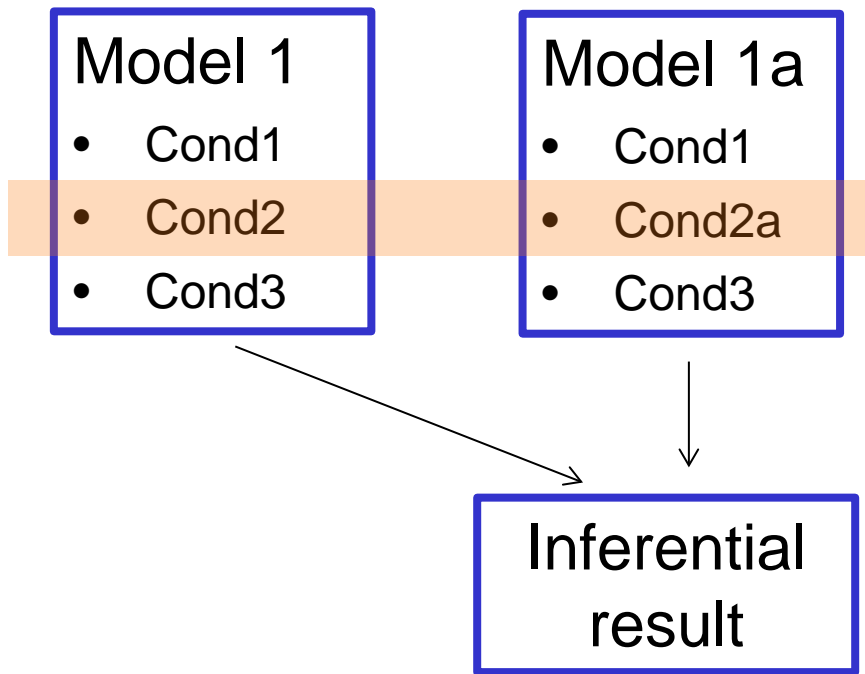 Model 1
• Cond1
• Cond2
• Cond3
Model 1a
• Cond1
• Cond2a
• Cond3
Inferential
result